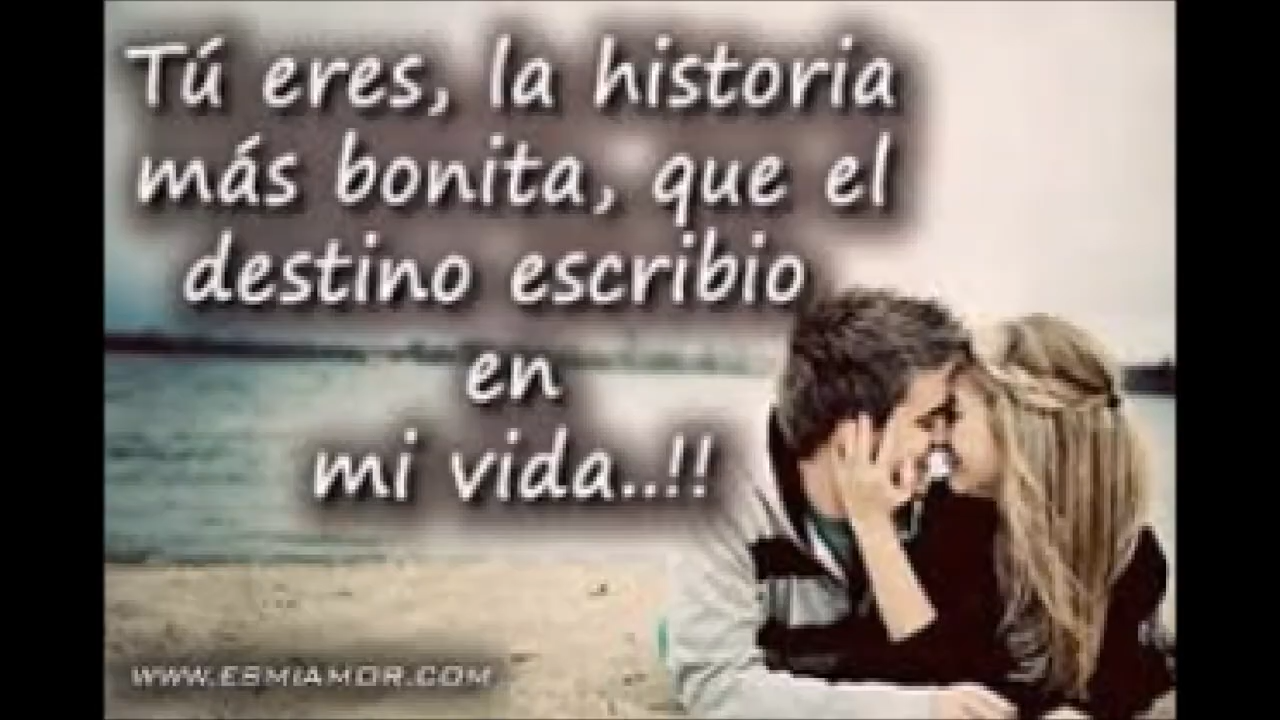 Tú eres, la historia
más bonita, que el
destino escribio
en
mi vida..!!
WWW.ESMIAMOR.COM